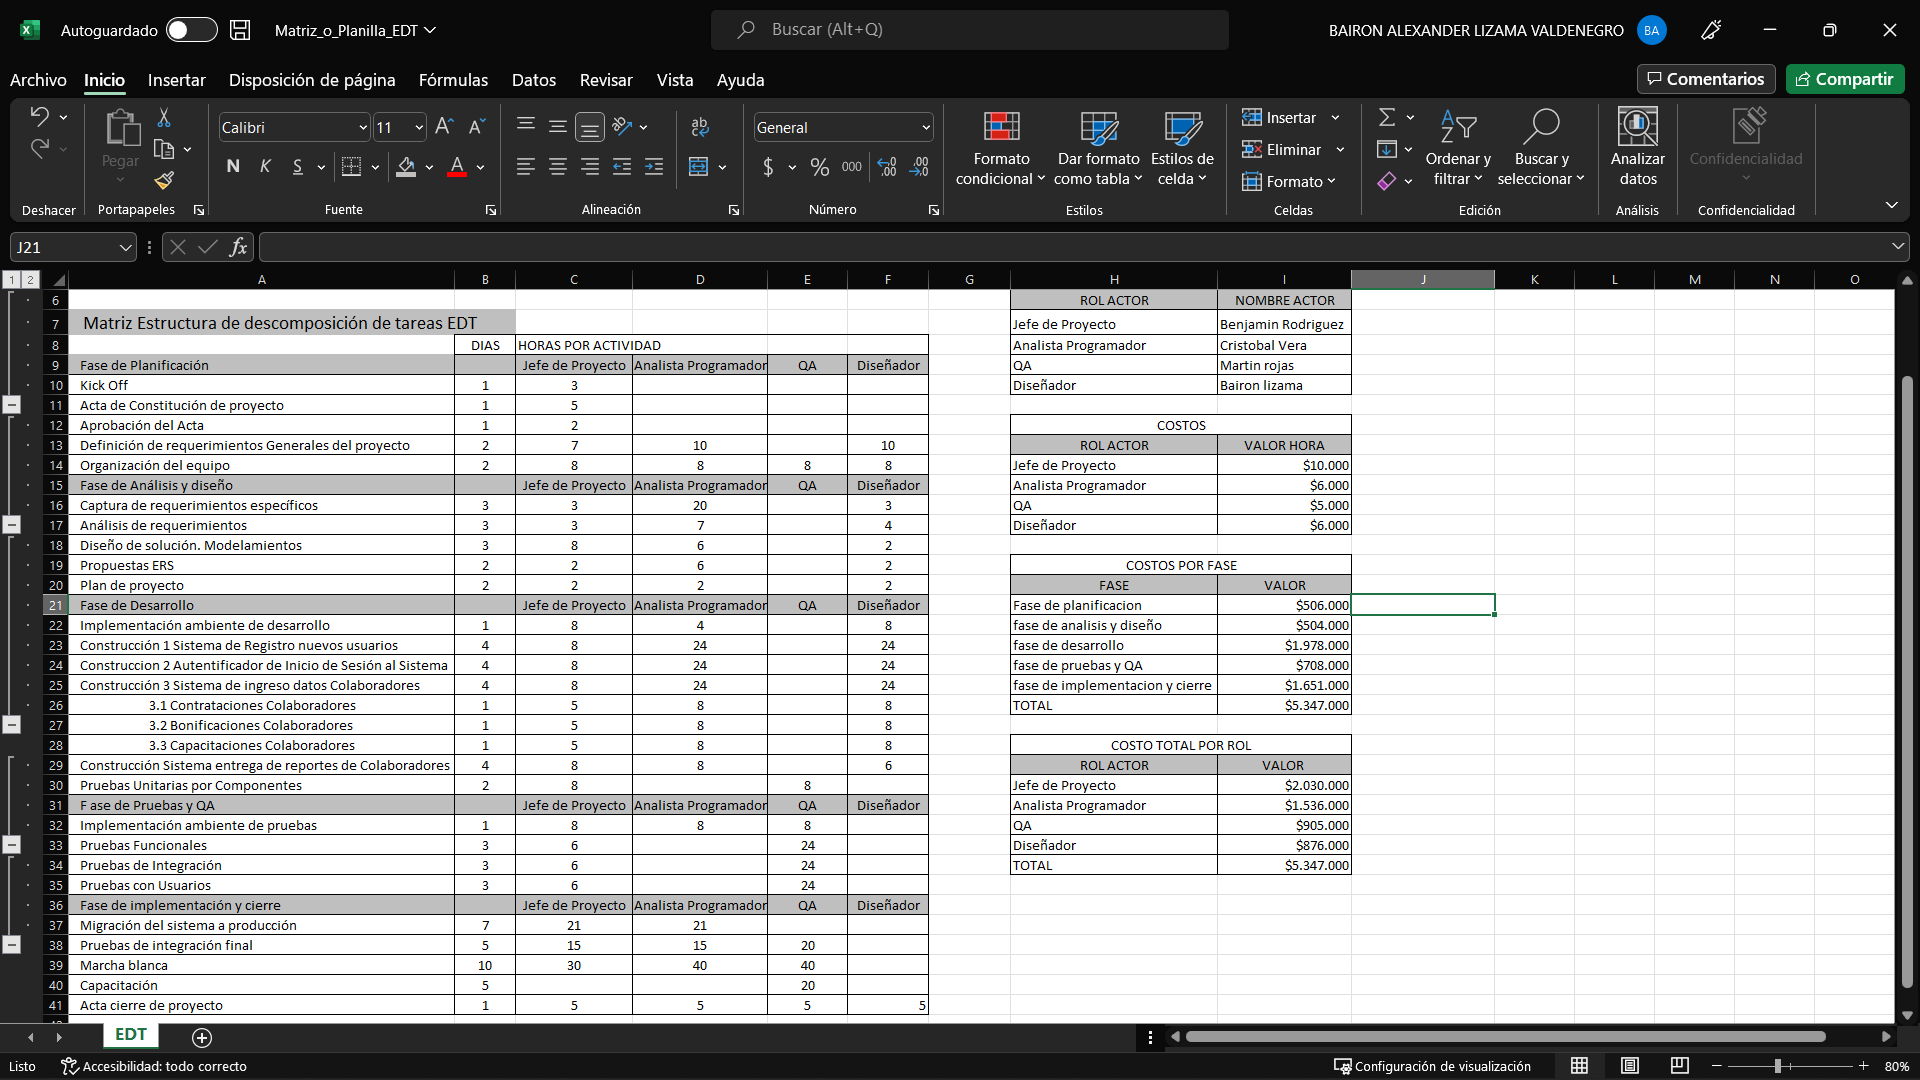 Autoguardado Matriz_o_Planilla_EDT Buscar (Alt+Q) BAIRON ALEXANDER LIZAMA VALDENEGRO BA
Archivo Inicio Insertar Disposición de página Fórmulas Datos Revisar Vista Ayuda Comentarios Compartir
Pegar Calibri 11 General Formato condicional Dar formato como tabla Estilos de celda Insertar Eliminar Formato Ordenar y filtrar Buscar y seleccionar Analizar datos Confidencialidad
N K S $ % 000
Deshacer Portapapeles Fuente Alineación Número Estilos Celdas Edición Análisis Confidencialidad
J21 fx
1 2 A B C D E F G H I J K L M N O
6 ROL ACTOR NOMBRE ACTOR
7 Matriz Estructura de descomposición de tareas EDT Jefe de Proyecto Benjamin Rodriguez
8 DIAS HORAS POR ACTIVIDAD Analista Programador Cristobal Vera
9 Fase de Planificación Jefe de Proyecto Analista Programador QA Diseñador QA Martin rojas
10 Kick Off 1 3 Diseñador Bairon lizama
11 Acta de Constitución de proyecto 1 5
12 Aprobación del Acta 1 2 COSTOS
13 Definición de requerimientos Generales del proyecto 2 7 10 10 ROL ACTOR VALOR HORA
14 Organización del equipo 2 8 8 8 8 Jefe de Proyecto $10.000
15 Fase de Análisis y diseño Jefe de Proyecto Analista Programador QA Diseñador Analista Programador $6.000
16 Captura de requerimientos específicos 3 3 20 3 QA $5.000
17 Análisis de requerimientos 3 3 7 4 Diseñador $6.000
18 Diseño de solución. Modelamientos 3 8 6 2
19 Propuestas ERS 2 2 6 2 COSTOS POR FASE
20 Plan de proyecto 2 2 2 2 FASE VALOR
21 Fase de Desarrollo Jefe de Proyecto Analista Programador QA Diseñador Fase de planificacion $506.000
22 Implementación ambiente de desarrollo 1 8 4 8 fase de analisis y diseño $504.000
23 Construcción 1 Sistema de Registro nuevos usuarios 4 8 24 24 fase de desarrollo $1.978.000
24 Construccion 2 Autentificador de Inicio de Sesión al Sistema 4 8 24 24 fase de pruebas y QA $708.000
25 Construcción 3 Sistema de ingreso datos Colaboradores 4 8 24 24 fase de implementacion y cierre $1.651.000
26 3.1 Contrataciones Colaboradores 1 5 8 8 TOTAL $5.347.000
27 3.2 Bonificaciones Colaboradores 1 5 8 8
28 3.3 Capacitaciones Colaboradores 1 5 8 8 COSTO TOTAL POR ROL
29 Construcción Sistema entrega de reportes de Colaboradores 4 8 8 6 ROL ACTOR VALOR
30 Pruebas Unitarias por Componentes 2 8 8 Jefe de Proyecto $2.030.000
31 F ase de Pruebas y QA Jefe de Proyecto Analista Programador QA Diseñador Analista Programador $1.536.000
32 Implementación ambiente de pruebas 1 8 8 8 QA $905.000
33 Pruebas Funcionales 3 6 24 Diseñador $876.000
34 Pruebas de Integración 3 6 24 TOTAL $5.347.000
35 Pruebas con Usuarios 3 6 24
36 Fase de implementación y cierre Jefe de Proyecto Analista Programador QA Diseñador
37 Migración del sistema a producción 7 21 21
38 Pruebas de integración final 5 15 15 20
39 Marcha blanca 10 30 40 40
40 Capacitación 5 20
41 Acta cierre de proyecto 1 5 5 5 5
EDT
Listo Accesibilidad: todo correcto Configuración de visualización 80%